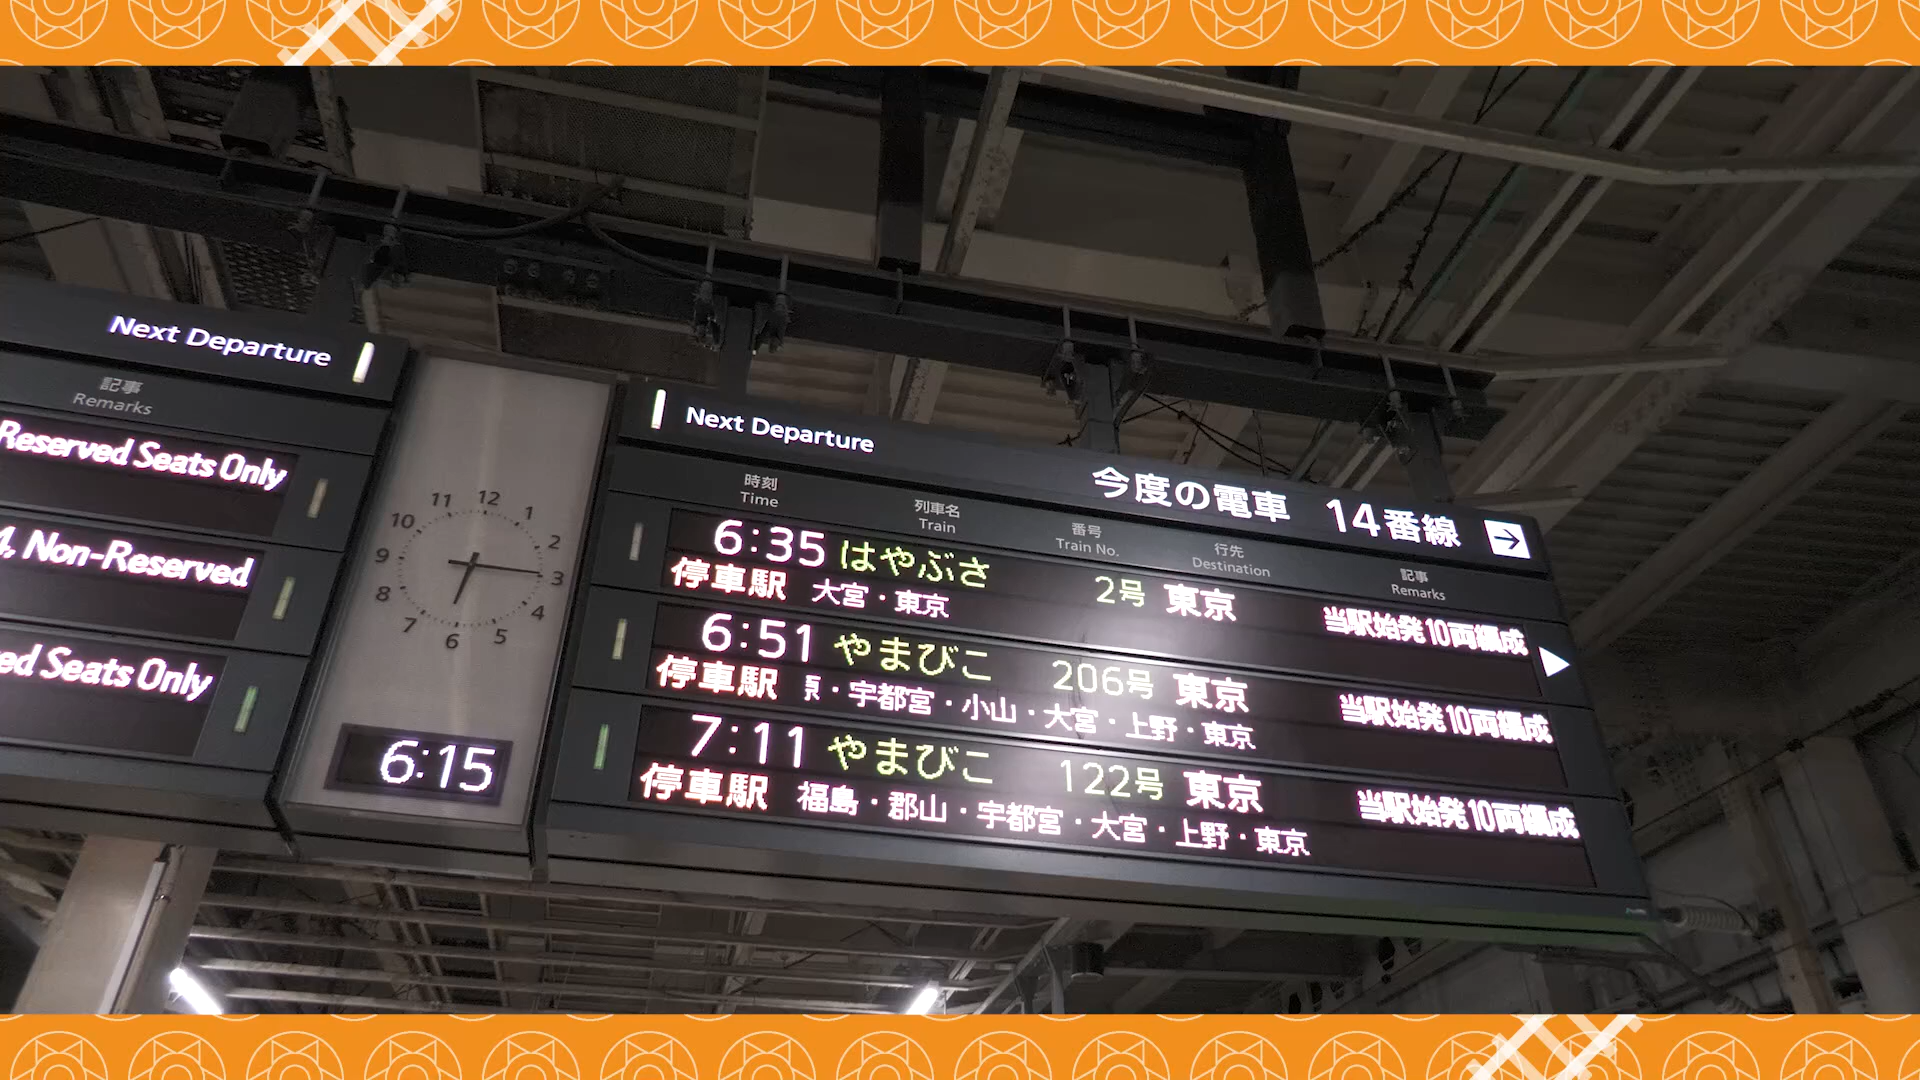 Next Departure
記事
Remarks
Reserved Seats Only
4, Non-Reserved
Seats Only
12
1
2
3
4
5
6
7
8
9
10
11
6:15
Next Departure
今度の電車 14番線
時刻 列車名 番号 行先 記事
Time Train Train No. Destination Remarks
6:35 はやぶさ 2号 東京 当駅始発10両編成
停車駅 大宮・東京
6:51 やまびこ 206号 東京 当駅始発10両編成
停車駅 ・宇都宮・小山・大宮・上野・東京
7:11 やまびこ 122号 東京 当駅始発10両編成
停車駅 福島・郡山・宇都宮・大宮・上野・東京